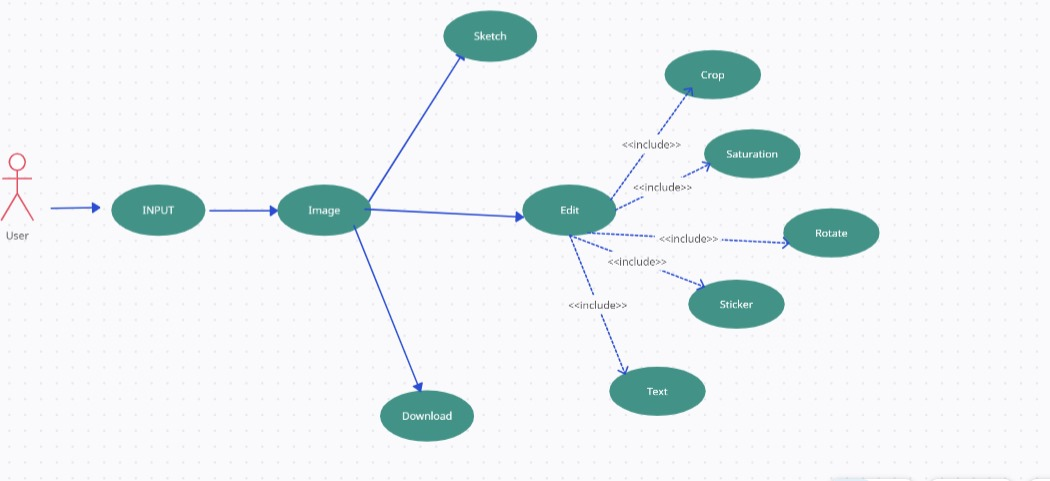 Sketch
Crop
<<include>>
Saturation
<<include>>
INPUT
Image
Edit
User
Rotate
<<include>>
<<include>>
Sticker
<<include>>
Text
Download